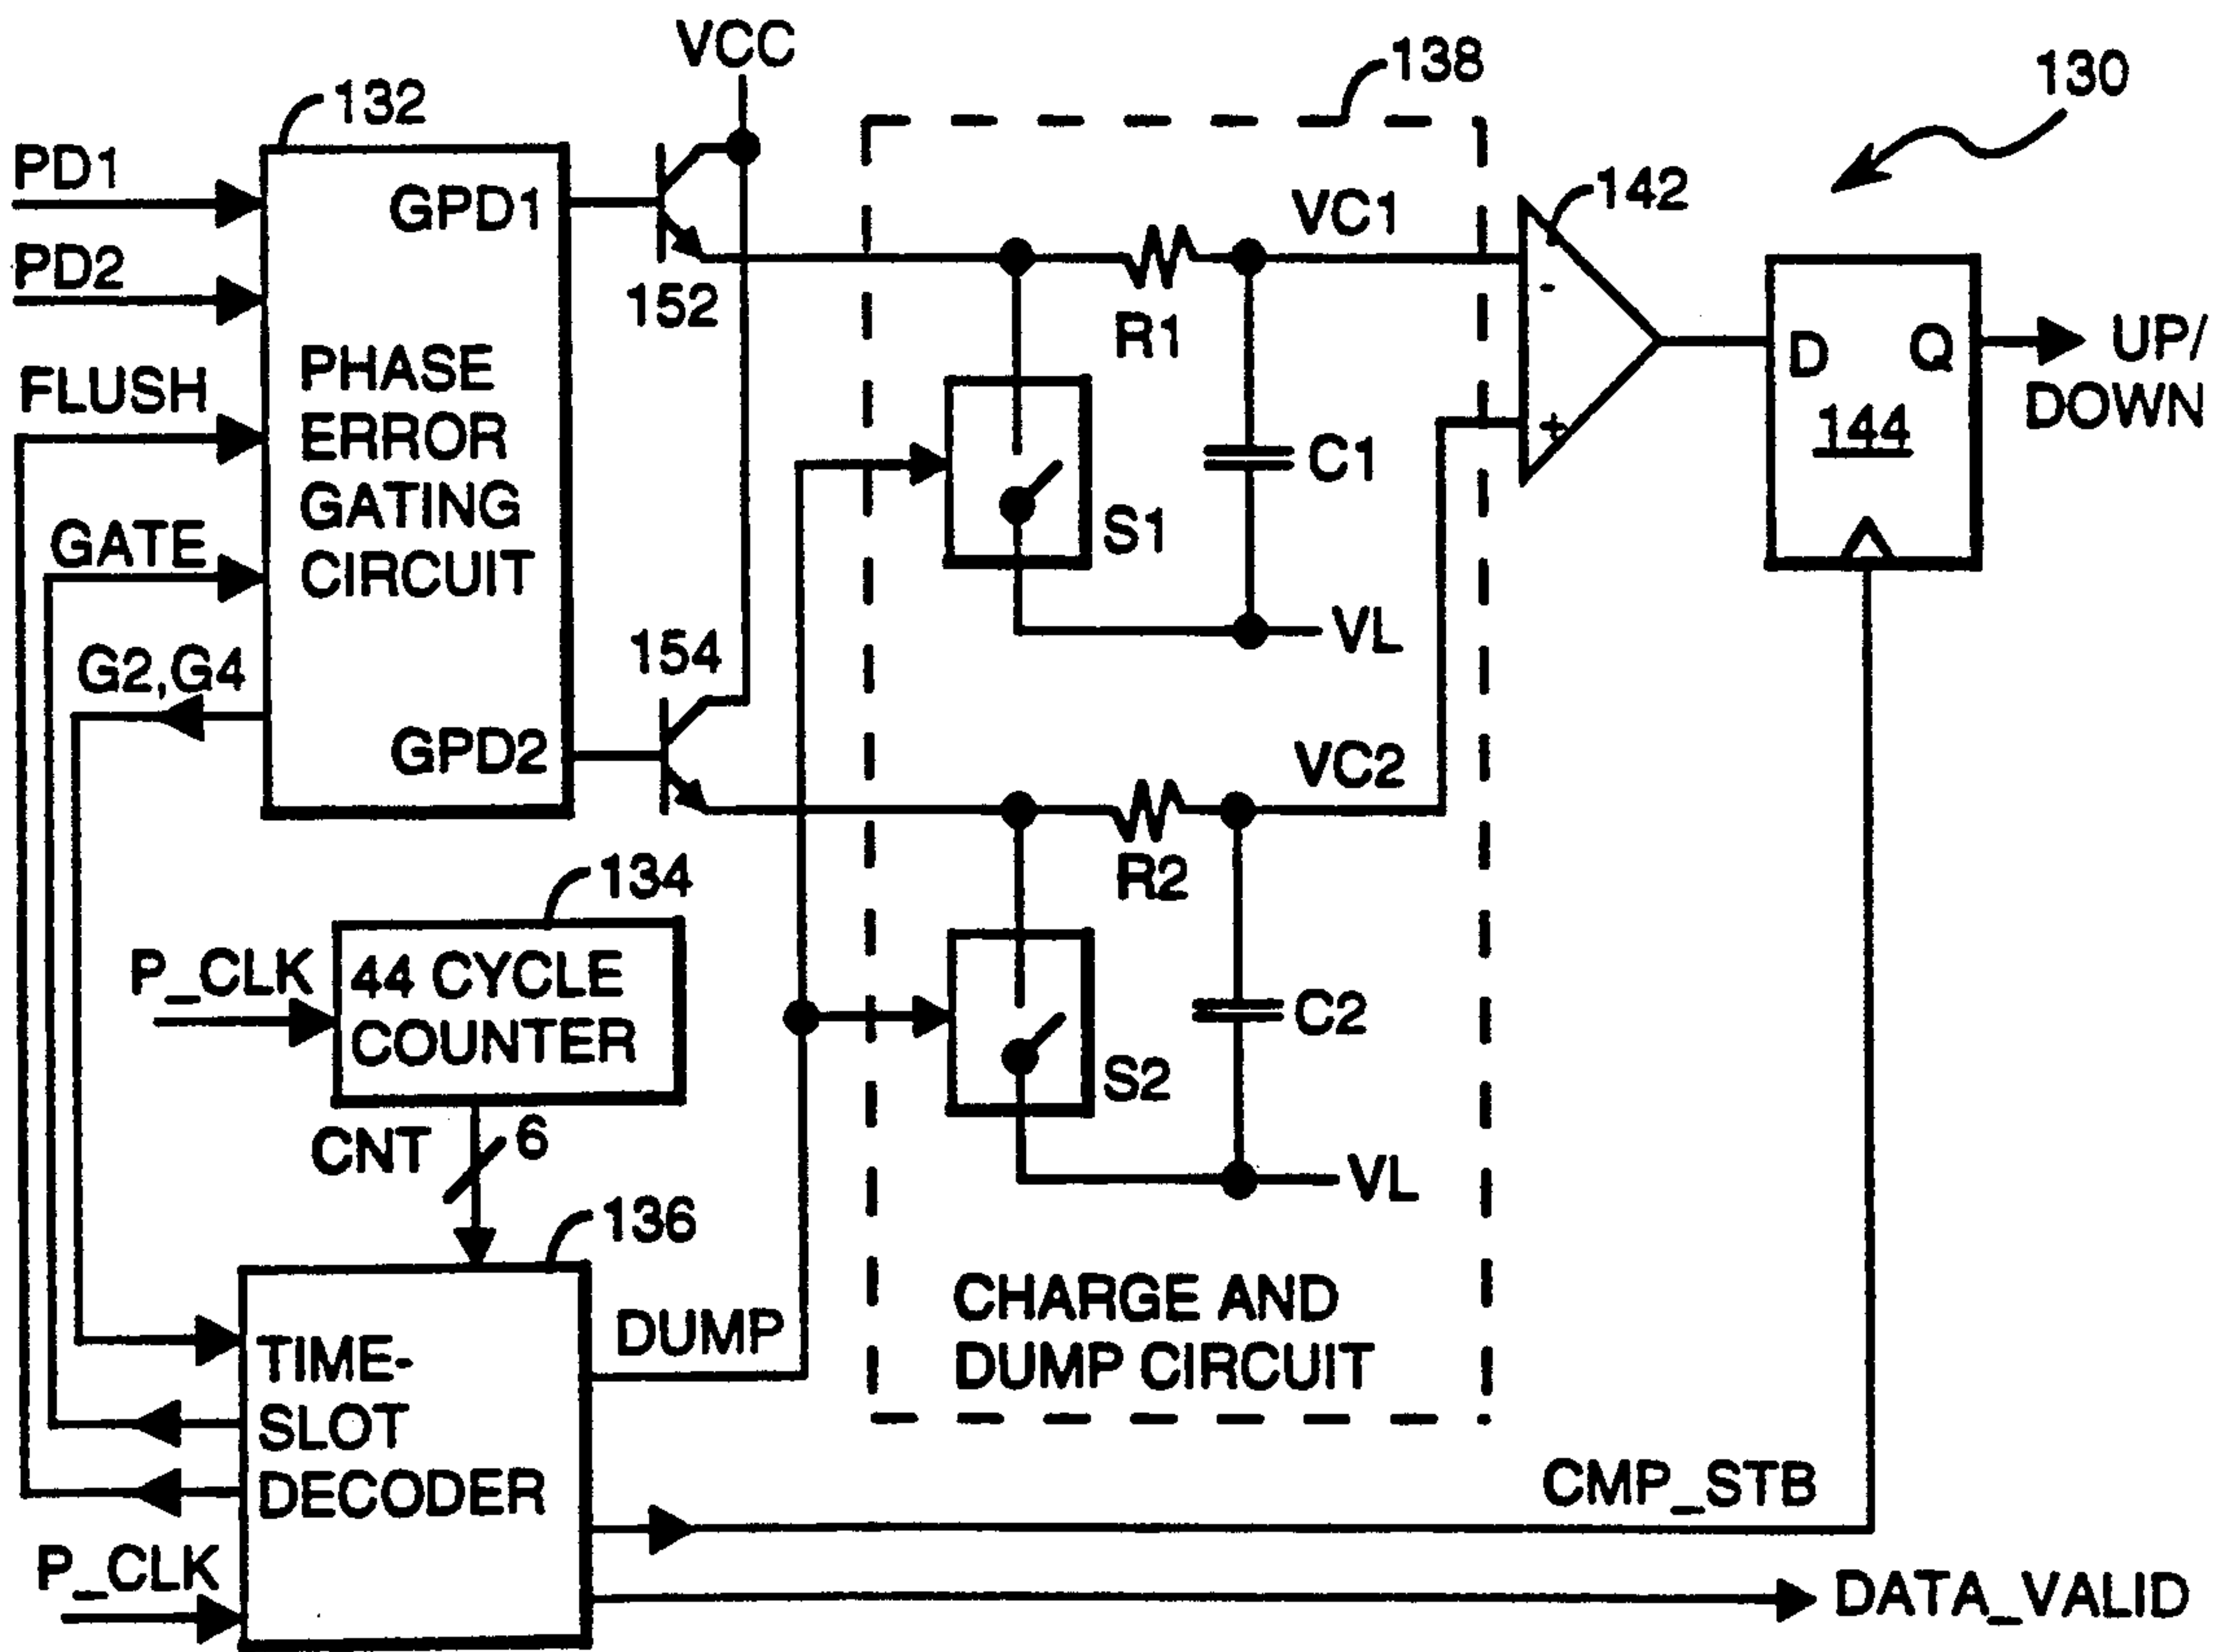 VCC
138
130
132
PD1
GPD1
VC1
142
PD2
152
R1
-
PHASE
ERROR
GATING
CIRCUIT
FLUSH
D
Q
UP/
DOWN
144
+
C1
S1
GATE
VL
154
G2,G4
GPD2
VC2
R2
134
P_CLK
44 CYCLE
COUNTER
C2
S2
CNT
6
VL
136
CHARGE AND
DUMP CIRCUIT
DUMP
TIME-
SLOT
DECODER
CMP_STB
P_CLK
DATA_VALID